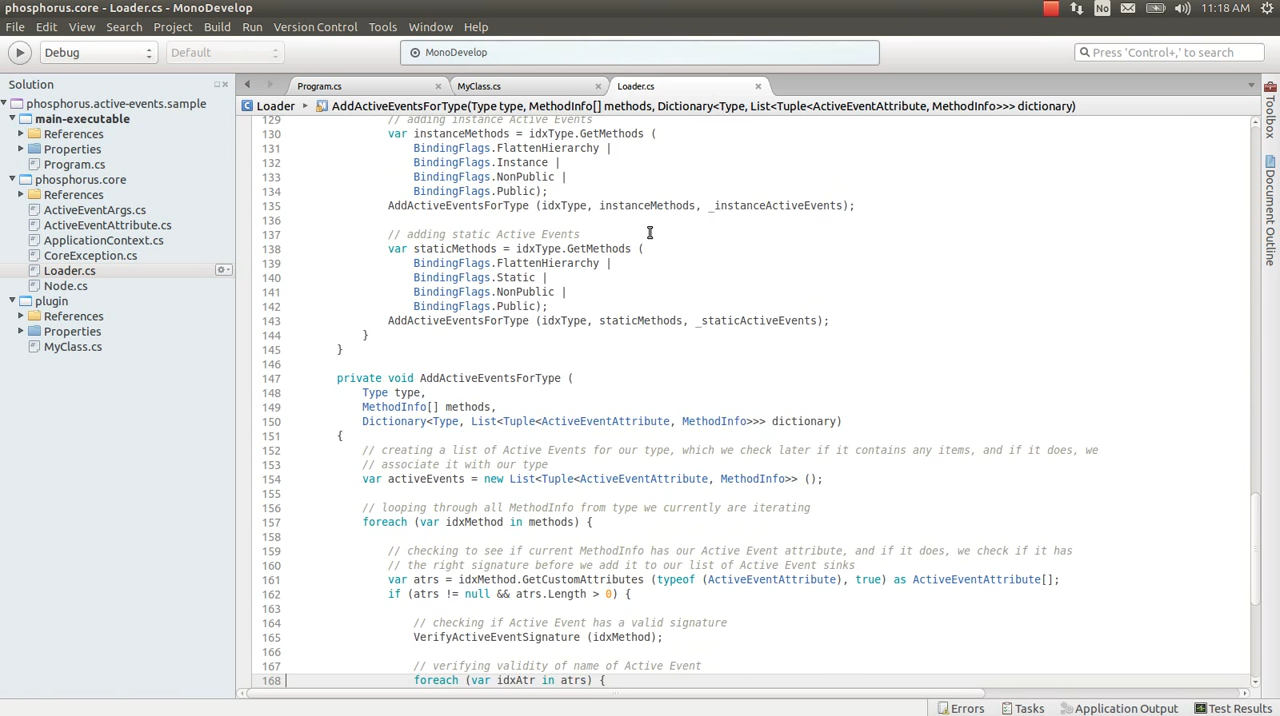 phosphorus.core - Loader.cs - MonoDevelop
No
11:18 AM
File Edit View Search Project Build Run Version Control Tools Window Help
Debug Default MonoDevelop Press 'Control+,' to search
Solution
phosphorus.active-events.sample
main-executable
References
Properties
Program.cs
phosphorus.core
References
ActiveEventArgs.cs
ActiveEventAttribute.cs
ApplicationContext.cs
CoreException.cs
Loader.cs
Node.cs
plugin
References
Properties
MyClass.cs
Program.cs MyClass.cs Loader.cs
Loader AddActiveEventsForType(Type type, MethodInfo[] methods, Dictionary<Type, List<Tuple<ActiveEventAttribute, MethodInfo>>> dictionary)
129 // adding instance Active Events
130 var instanceMethods = idxType.GetMethods (
131 BindingFlags.FlattenHierarchy |
132 BindingFlags.Instance |
133 BindingFlags.NonPublic |
134 BindingFlags.Public);
135 AddActiveEventsForType (idxType, instanceMethods, _instanceActiveEvents);
136
137 // adding static Active Events
138 var staticMethods = idxType.GetMethods (
139 BindingFlags.FlattenHierarchy |
140 BindingFlags.Static |
141 BindingFlags.NonPublic |
142 BindingFlags.Public);
143 AddActiveEventsForType (idxType, staticMethods, _staticActiveEvents);
144 }
145 }
146
147 private void AddActiveEventsForType (
148 Type type,
149 MethodInfo[] methods,
150 Dictionary<Type, List<Tuple<ActiveEventAttribute, MethodInfo>>> dictionary)
151 {
152 // creating a list of Active Events for our type, which we check later if it contains any items, and if it does, we
153 // associate it with our type
154 var activeEvents = new List<Tuple<ActiveEventAttribute, MethodInfo>> ();
155
156 // looping through all MethodInfo from type we currently are iterating
157 foreach (var idxMethod in methods) {
158
159 // checking to see if current MethodInfo has our Active Event attribute, and if it does, we check if it has
160 // the right signature before we add it to our list of Active Event sinks
161 var atrs = idxMethod.GetCustomAttributes (typeof (ActiveEventAttribute), true) as ActiveEventAttribute[];
162 if (atrs != null && atrs.Length > 0) {
163
164 // checking if Active Event has a valid signature
165 VerifyActiveEventSignature (idxMethod);
166
167 // verifying validity of name of Active Event
168 foreach (var idxAtr in atrs) {
Toolbox
Document Outline
Errors Tasks Application Output Test Results